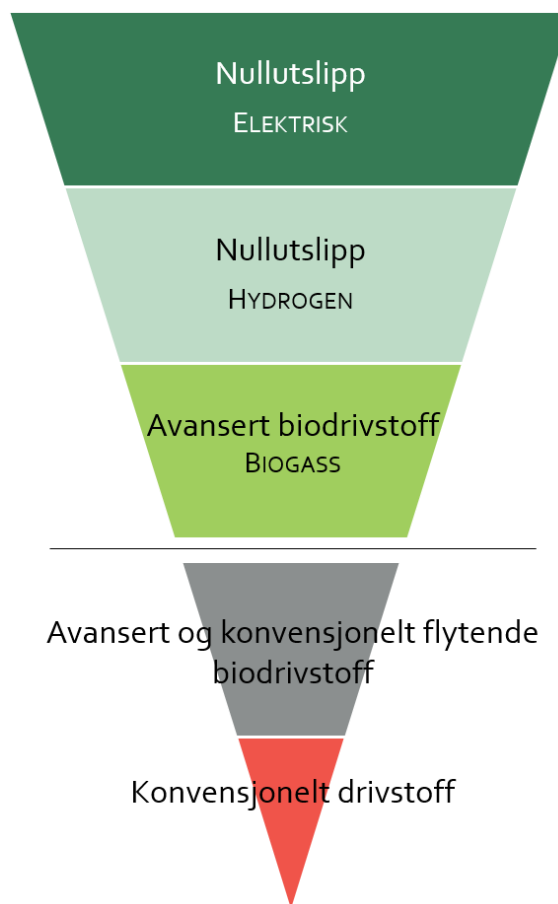 Nullutslipp
ELEKTRISK
Nullutslipp
HYDROGEN
Avansert biodrivstoff
BIOGASS
Avansert og konvensjonelt flytende
biodrivstoff
Konvensjonelt drivstoff